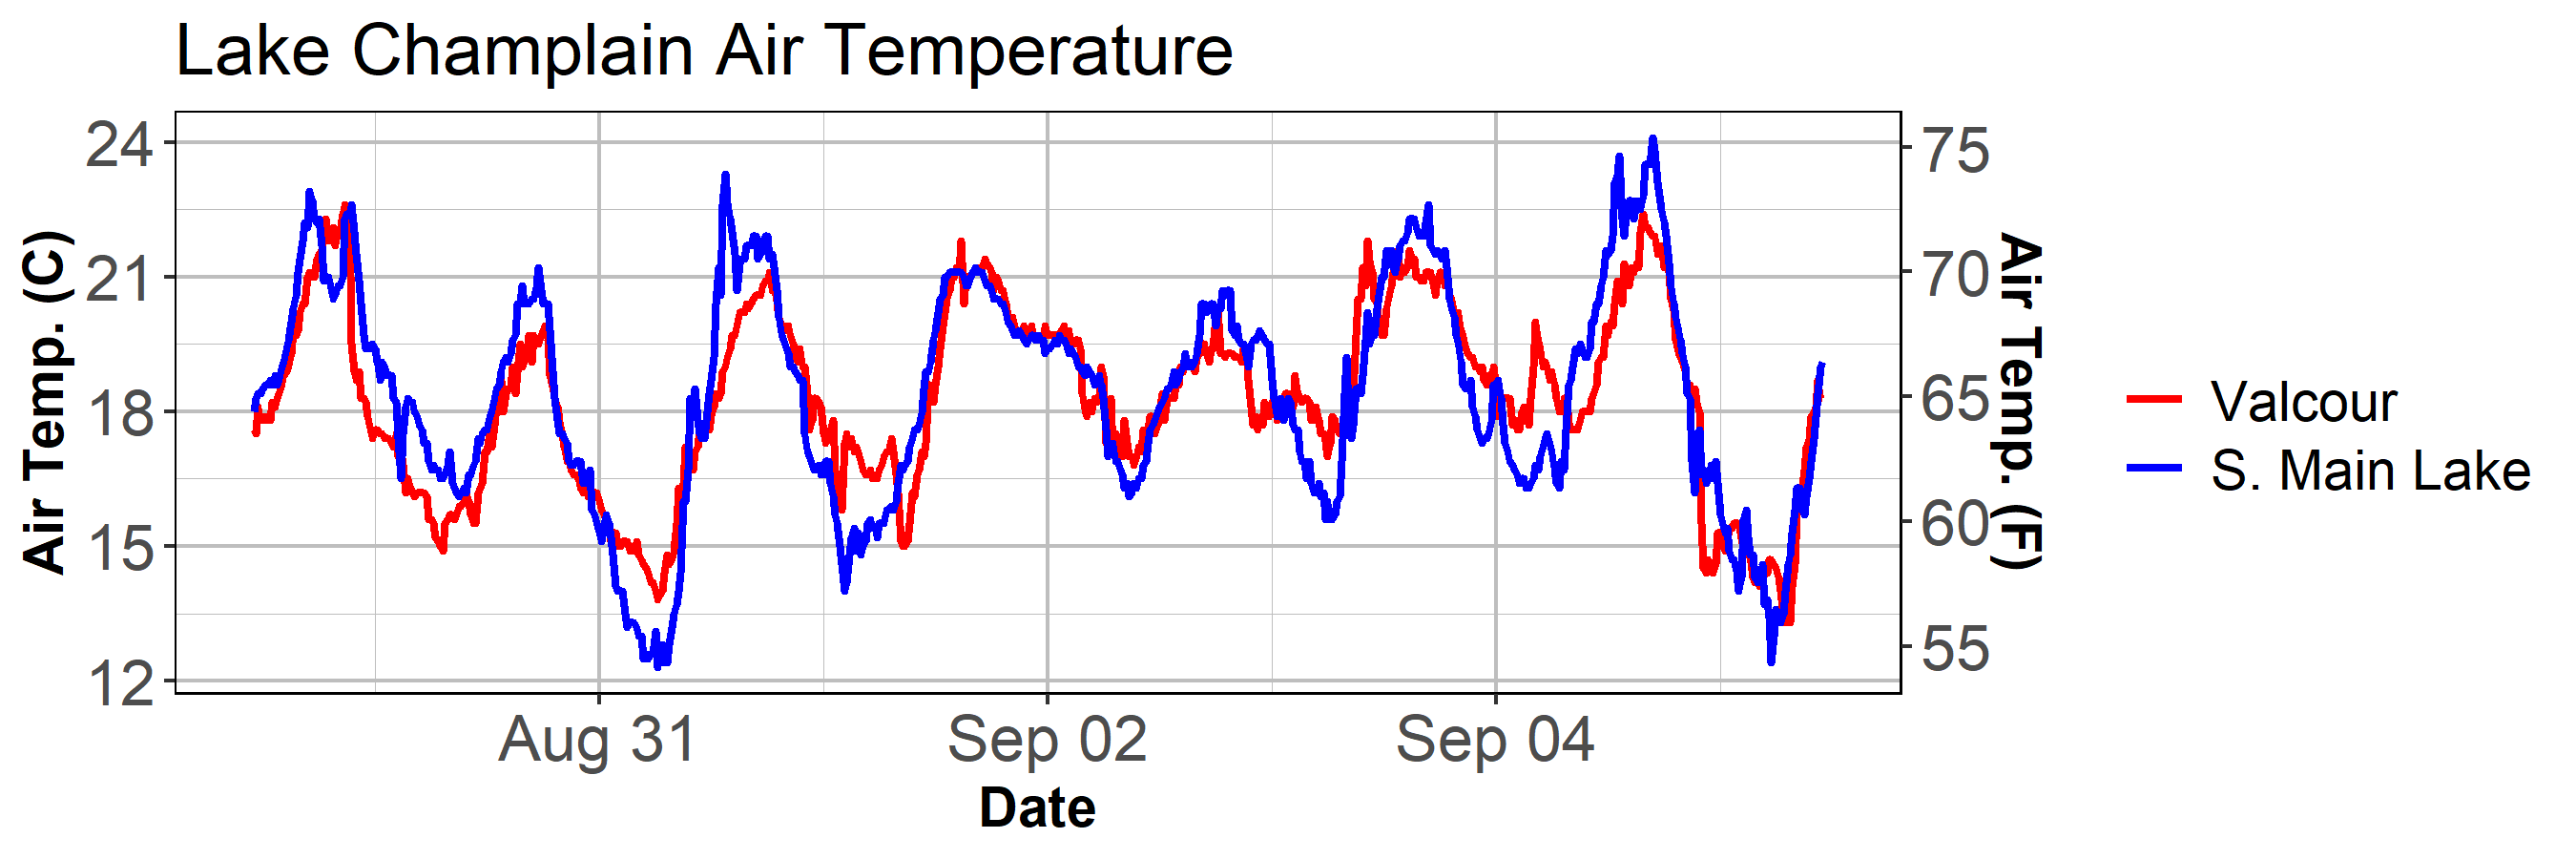 Lake Champlain Air Temperature
Air Temp. (C)
24
21
18
15
12
75
70
65
60
55
Air Temp. (F)
Aug 31
Sep 02
Sep 04
Date
Valcour
S. Main Lake